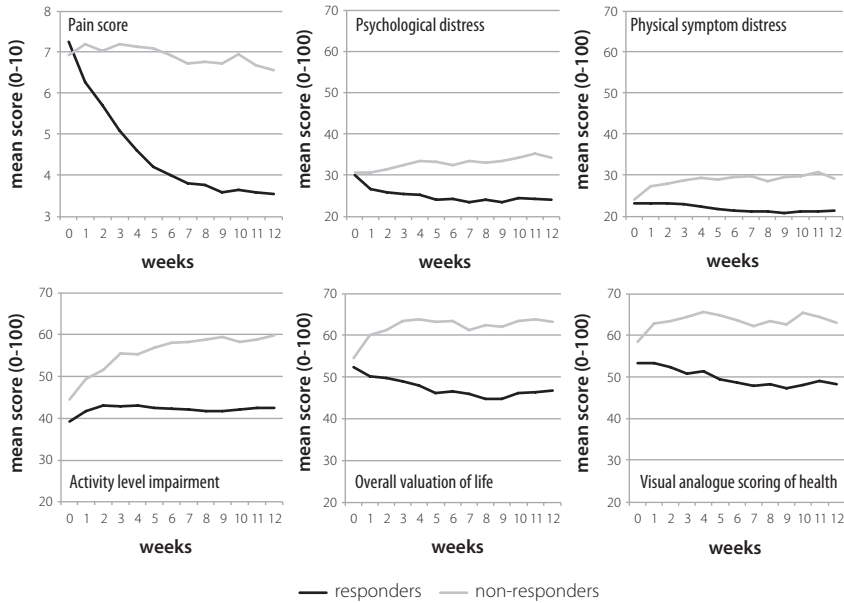 Pain score
mean score (0-10)
8
7
6
5
4
3
0 1 2 3 4 5 6 7 8 9 10 11 12
weeks
Psychological distress
mean score (0-100)
70
60
50
40
30
20
0 1 2 3 4 5 6 7 8 9 10 11 12
weeks
Physical symptom distress
mean score (0-100)
70
60
50
40
30
20
0 1 2 3 4 5 6 7 8 9 10 11 12
weeks
Activity level impairment
mean score (0-100)
70
60
50
40
30
20
0 1 2 3 4 5 6 7 8 9 10 11 12
weeks
Overall valuation of life
mean score (0-100)
70
60
50
40
30
20
0 1 2 3 4 5 6 7 8 9 10 11 12
weeks
Visual analogue scoring of health
mean score (0-100)
70
60
50
40
30
20
0 1 2 3 4 5 6 7 8 9 10 11 12
weeks
responders non-responders